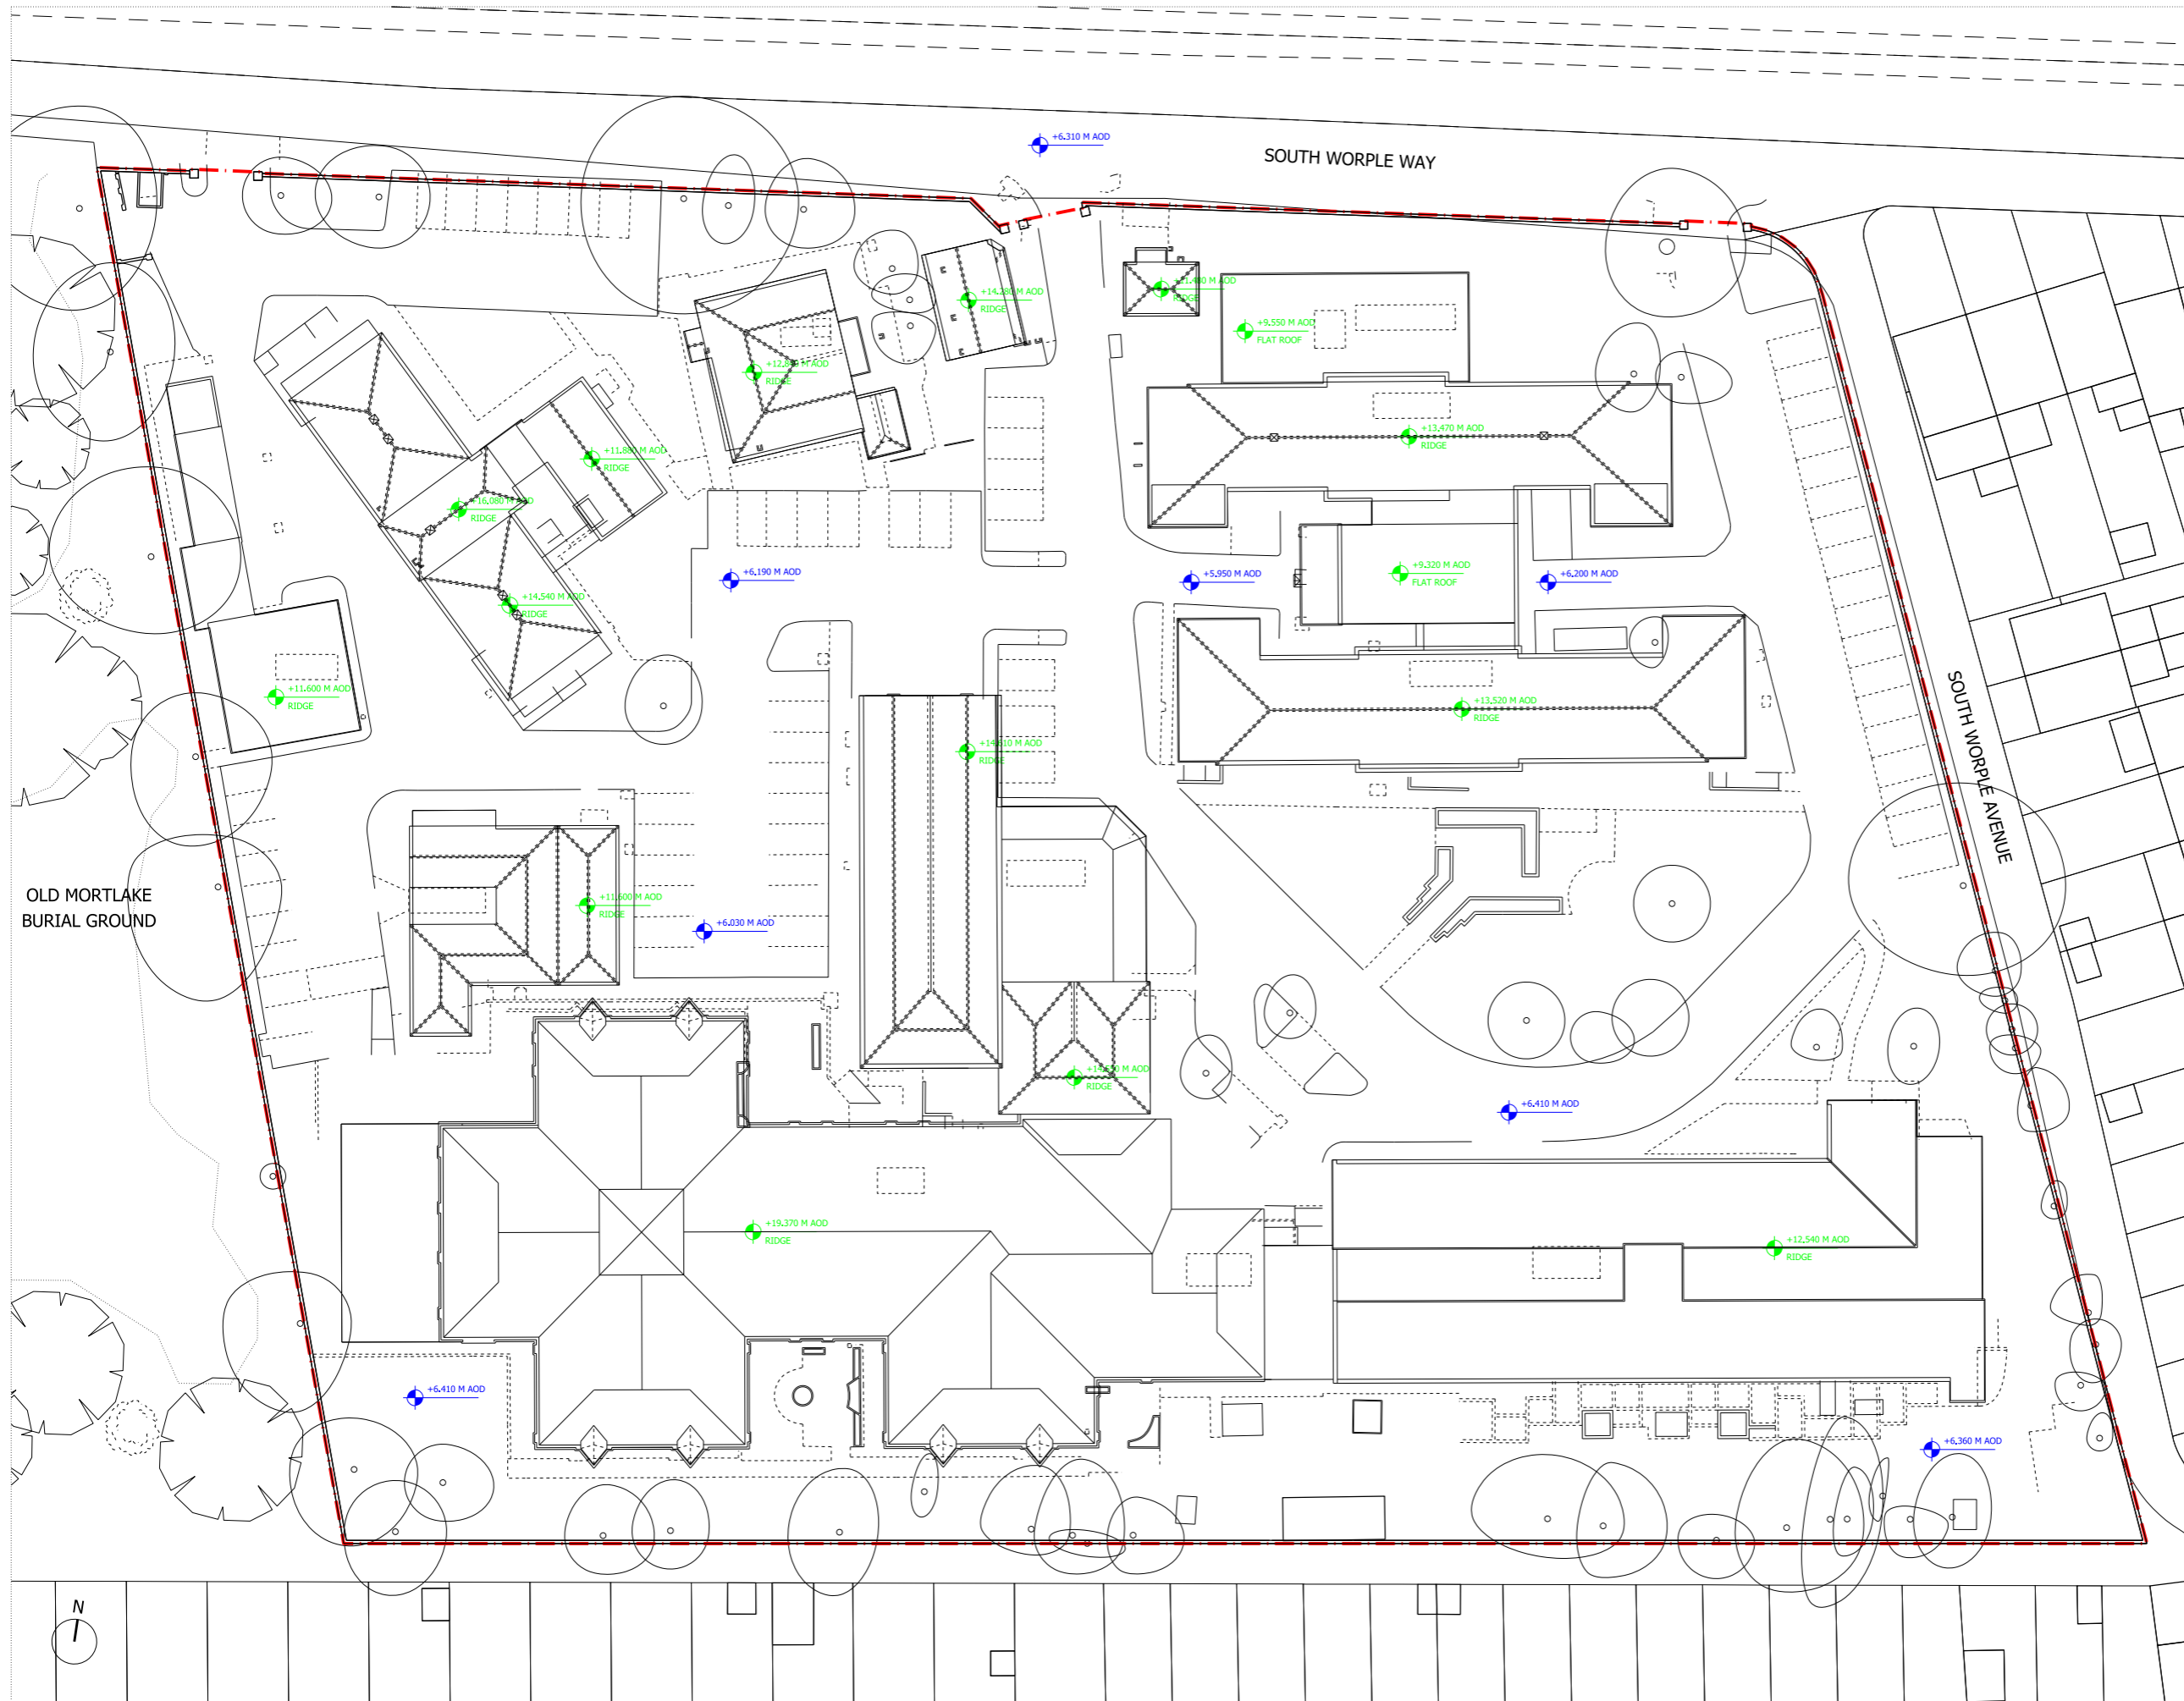 +6.310 M AOD
SOUTH WORPLE WAY
RIDGE
+14.280 M AOD
RIDGE
+9.550 M AOD
FLAT ROOF
RIDGE
+13.470 M AOD
RIDGE
M AOD
RIDGE
+16.080 M AOD
RIDGE
+6.190 M AOD
+5.950 M AOD
+9.320 M AOD
FLAT ROOF
+6.200 M AOD
+14.540 M AOD
RIDGE
+11.600 M AOD
RIDGE
+13.520 M AOD
RIDGE
SOUTH WORPLE AVENUE
M AOD
RIDGE
OLD MORTLAKE
BURIAL GROUND
+11.600 M AOD
RIDGE
+6.030 M AOD
M AOD
RIDGE
+6.410 M AOD
+19.370 M AOD
RIDGE
+12.540 M AOD
RIDGE
+6.410 M AOD
+6.360 M AOD
N